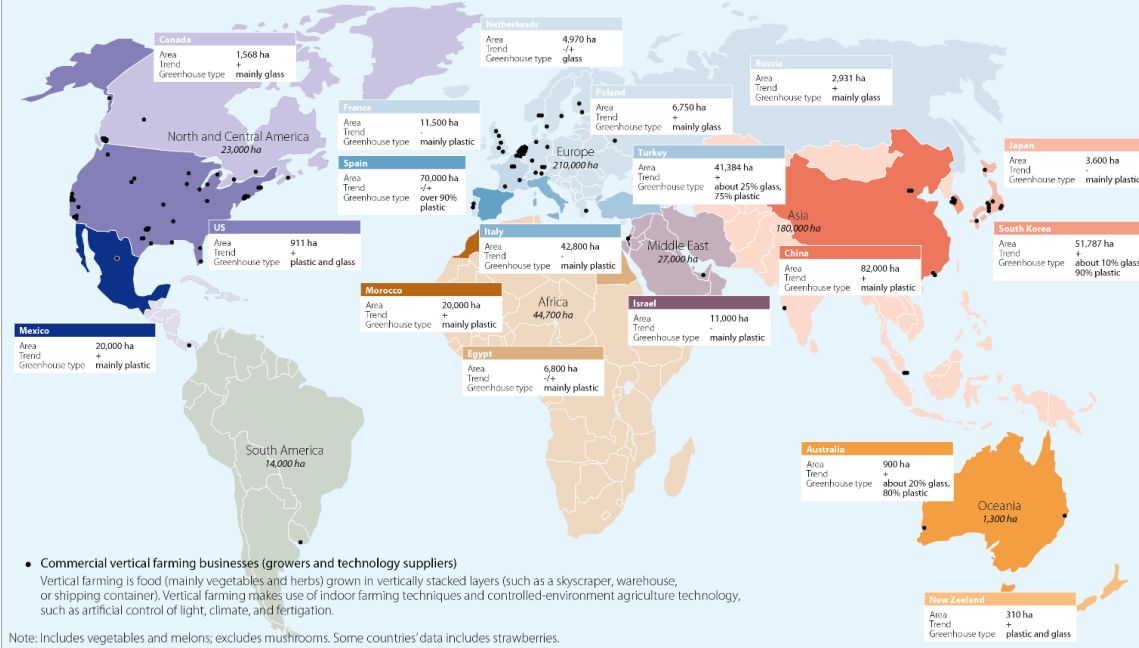 Canada
Area 1,568 ha
Trend +
Greenhouse type mainly glass
Netherlands
Area 4,970 ha
Trend -/+
Greenhouse type glass
Russia
Area 2,931 ha
Trend +
Greenhouse type mainly glass
France
Area 11,500 ha
Trend -
Greenhouse type mainly plastic
Poland
Area 6,750 ha
Trend +
Greenhouse type mainly glass
North and Central America
23,000 ha
Europe
210,000 ha
Spain
Area 70,000 ha
Trend -/+
Greenhouse type over 90%
plastic
Turkey
Area 41,384 ha
Trend +
Greenhouse type about 25% glass,
75% plastic
Japan
Area 3,600 ha
Trend -
Greenhouse type mainly plastic
Asia
180,000 ha
US
Area 911 ha
Trend +
Greenhouse type plastic and glass
Italy
Area 42,800 ha
Trend -
Greenhouse type mainly plastic
Middle East
27,000 ha
China
Area 82,000 ha
Trend +
Greenhouse type mainly plastic
South Korea
Area 51,787 ha
Trend +
Greenhouse type about 10% glass
90% plastic
Morocco
Area 20,000 ha
Trend +
Greenhouse type mainly plastic
Africa
44,700 ha
Israel
Area 11,000 ha
Trend -
Greenhouse type mainly plastic
Mexico
Area 20,000 ha
Trend +
Greenhouse type mainly plastic
Egypt
Area 6,800 ha
Trend -/+
Greenhouse type mainly plastic
South America
14,000 ha
Australia
Area 900 ha
Trend +
Greenhouse type about 20% glass,
80% plastic
Oceania
1,300 ha
New Zeeland
Area 310 ha
Trend +
Greenhouse type plastic and glass
• Commercial vertical farming businesses (growers and technology suppliers)
Vertical farming is food (mainly vegetables and herbs) grown in vertically stacked layers (such as a skyscraper, warehouse,
or shipping container). Vertical farming makes use of indoor farming techniques and controlled-environment agriculture technology,
such as artificial control of light, climate, and fertigation.
Note: Includes vegetables and melons; excludes mushrooms. Some countries' data includes strawberries.